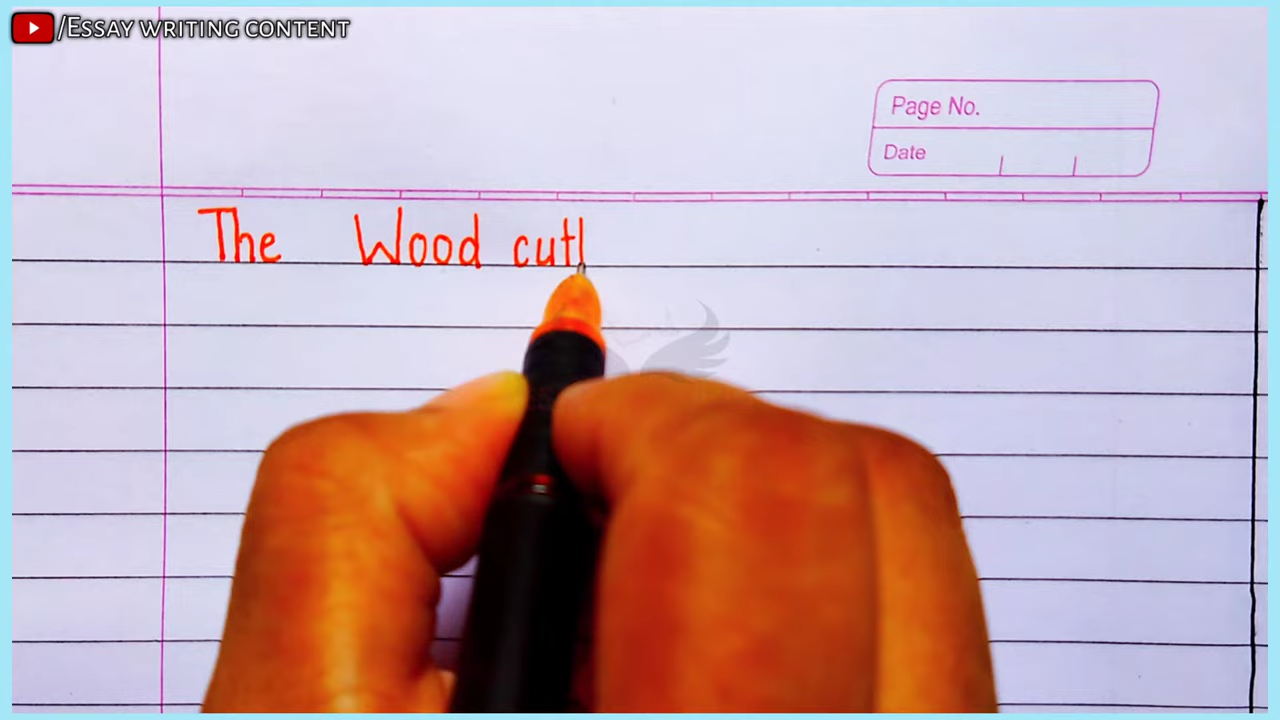 /Essay writing content
Page No.
Date
The Wood cutl